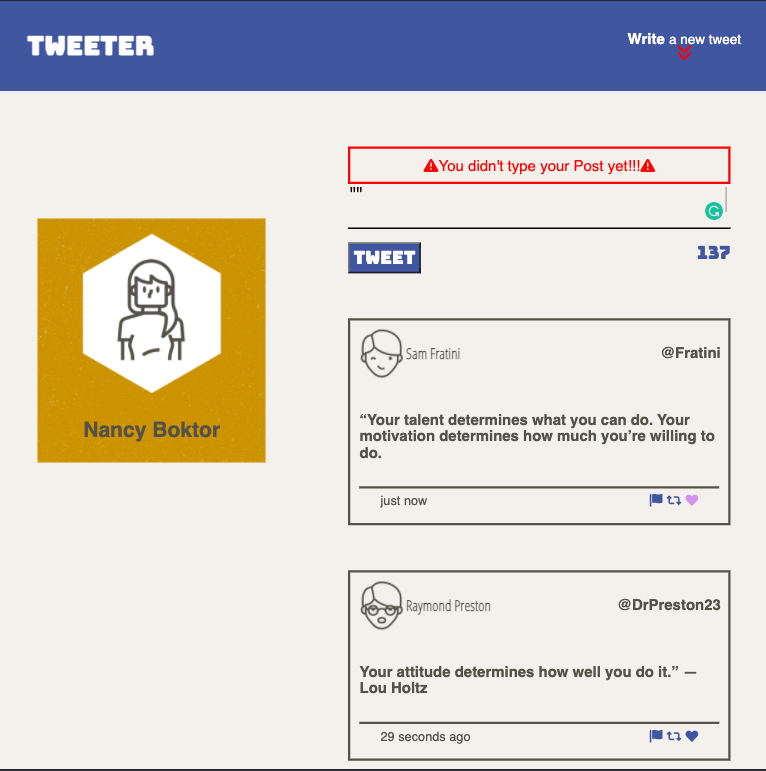 TWEETER
Write a new tweet
You didn't type your Post yet!!!
""
TWEET
137
Nancy Boktor
Sam Fratini
@Fratini
“Your talent determines what you can do. Your
motivation determines how much you’re willing to
do.
just now
Raymond Preston
@DrPreston23
Your attitude determines how well you do it.” —
Lou Holtz
29 seconds ago